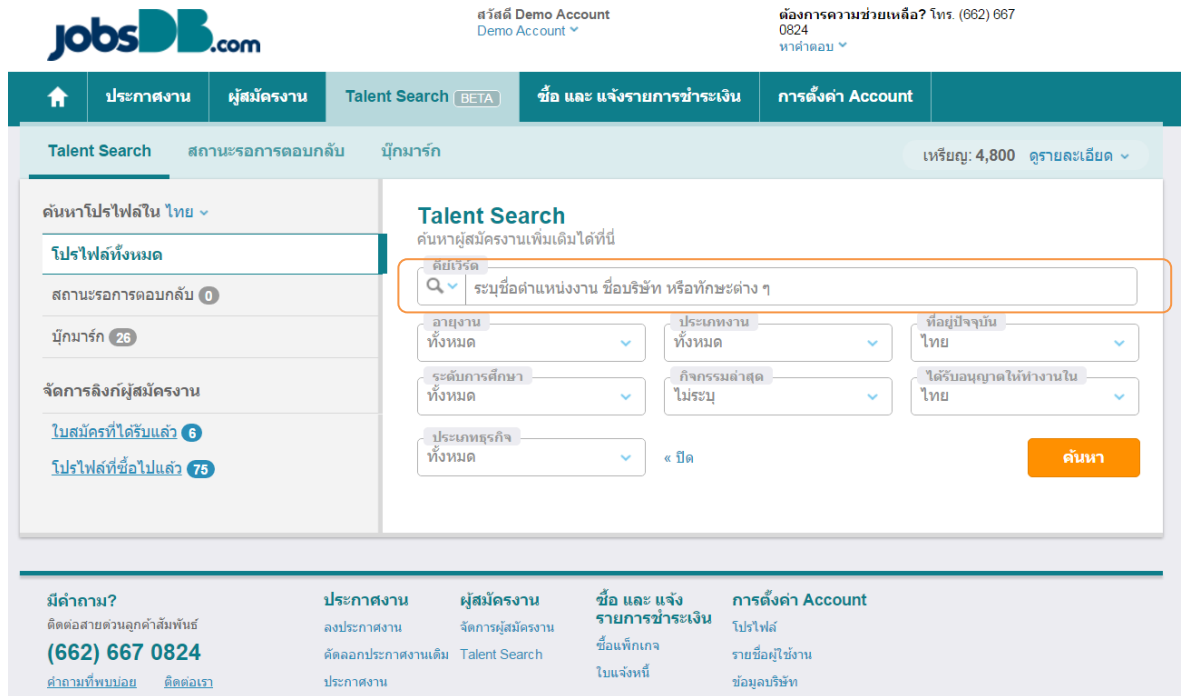 jobsDB.com
สวัสดี Demo Account
Demo Account
ต้องการความช่วยเหลือ? โทร. (662) 667
0824
หาคำตอบ
ประกาศงาน
ผู้สมัครงาน
Talent Search BETA
ซื้อ และ แจ้งรายการชำระเงิน
การตั้งค่า Account
Talent Search
สถานะรอการตอบกลับ
บุ๊กมาร์ก
เหรียญ: 4,800 ดูรายละเอียด
ค้นหาโปรไฟล์ใน ไทย
โปรไฟล์ทั้งหมด
สถานะรอการตอบกลับ 0
บุ๊กมาร์ก 26
จัดการลิงก์ผู้สมัครงาน
ใบสมัครที่ได้รับแล้ว 6
โปรไฟล์ที่ซื้อไปแล้ว 75
Talent Search
ค้นหาผู้สมัครงานเพิ่มเติมได้ที่นี่
คีย์เวิร์ด
ระบุชื่อตำแหน่งงาน ชื่อบริษัท หรือทักษะต่าง ๆ
อายุงาน
ทั้งหมด
ประเภทงาน
ทั้งหมด
ที่อยู่ปัจจุบัน
ไทย
ระดับการศึกษา
ทั้งหมด
กิจกรรมล่าสุด
ไม่ระบุ
ได้รับอนุญาตให้ทำงานใน
ไทย
ประเภทธุรกิจ
ทั้งหมด
« ปิด
ค้นหา
มีคำถาม?
ติดต่อสายด่วนลูกค้าสัมพันธ์
(662) 667 0824
คำถามที่พบบ่อย ติดต่อเรา
ประกาศงาน
ลงประกาศงาน
คัดลอกประกาศงานเดิม
ประกาศงาน
ผู้สมัครงาน
จัดการผู้สมัครงาน
Talent Search
ซื้อ และ แจ้ง
รายการชำระเงิน
ซื้อแพ็กเกจ
ใบแจ้งหนี้
การตั้งค่า Account
โปรไฟล์
รายชื่อผู้ใช้งาน
ข้อมูลบริษัท